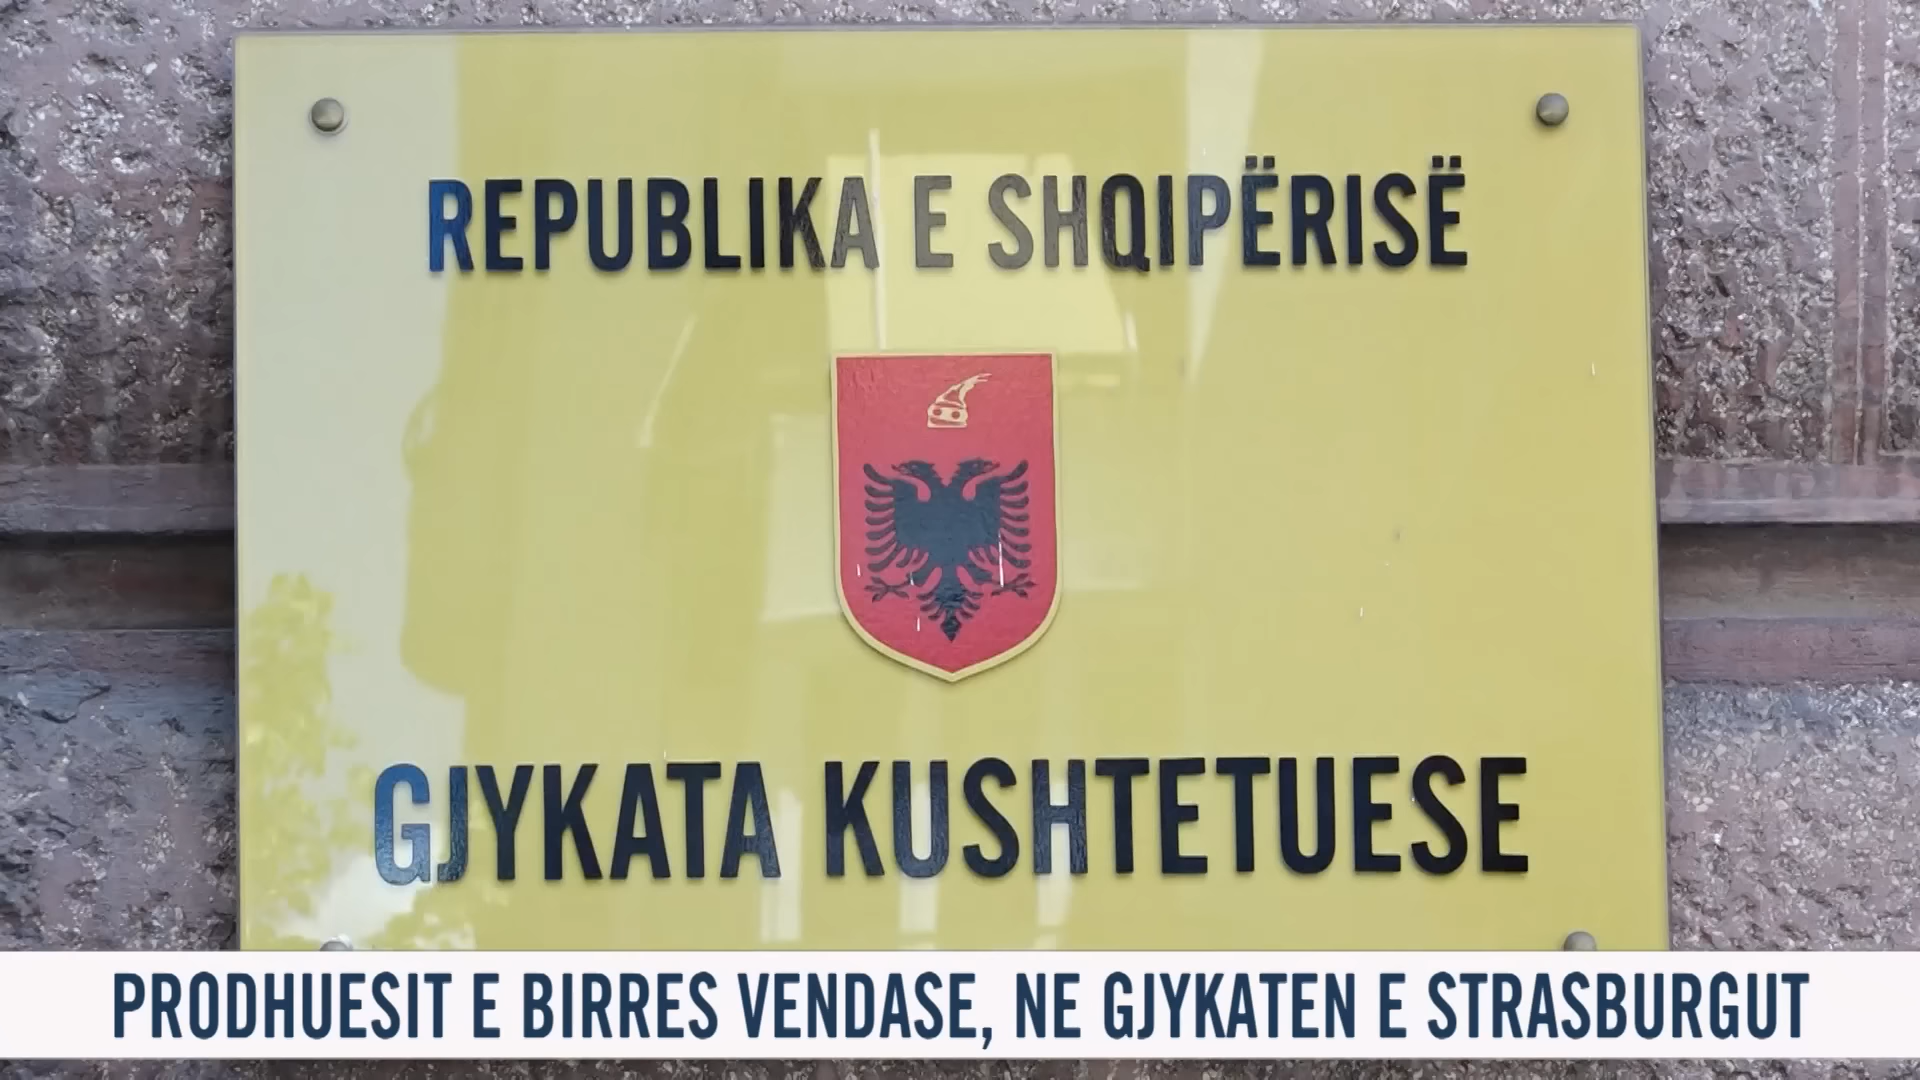 REPUBLIKA E SHQIPËRISË
GJYKATA KUSHTETUESE
PRODHUESIT E BIRRES VENDASE, NE GJYKATEN E STRASBURGUT